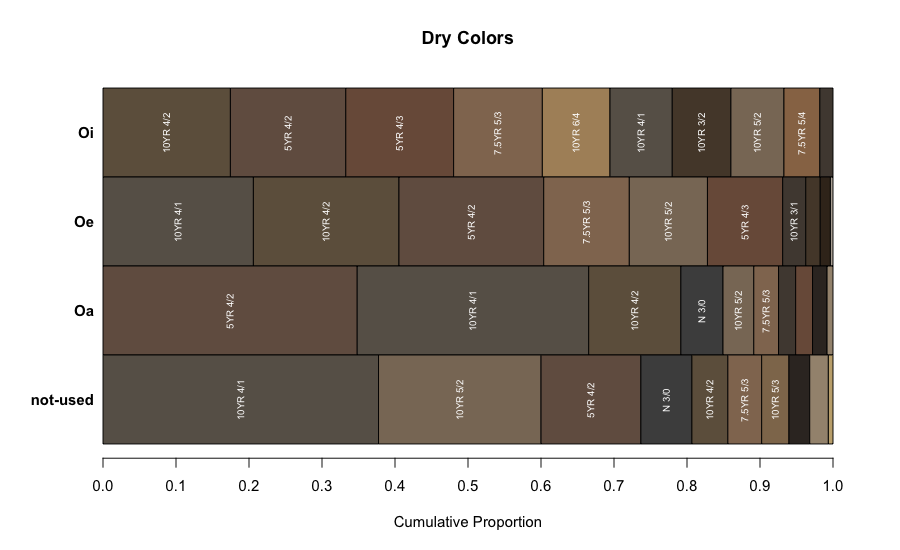 Dry Colors
Oi
10YR 4/2
5YR 4/2
5YR 4/3
7.5YR 5/3
10YR 6/4
10YR 4/1
10YR 3/2
10YR 5/2
7.5YR 5/4
Oe
10YR 4/1
10YR 4/2
5YR 4/2
7.5YR 5/3
10YR 5/2
5YR 4/3
10YR 3/1
Oa
5YR 4/2
10YR 4/1
10YR 4/2
N 3/0
10YR 5/2
7.5YR 5/3
not-used
10YR 4/1
10YR 5/2
5YR 4/2
N 3/0
10YR 4/2
7.5YR 5/3
10YR 5/3
0.0 0.1 0.2 0.3 0.4 0.5 0.6 0.7 0.8 0.9 1.0
Cumulative Proportion